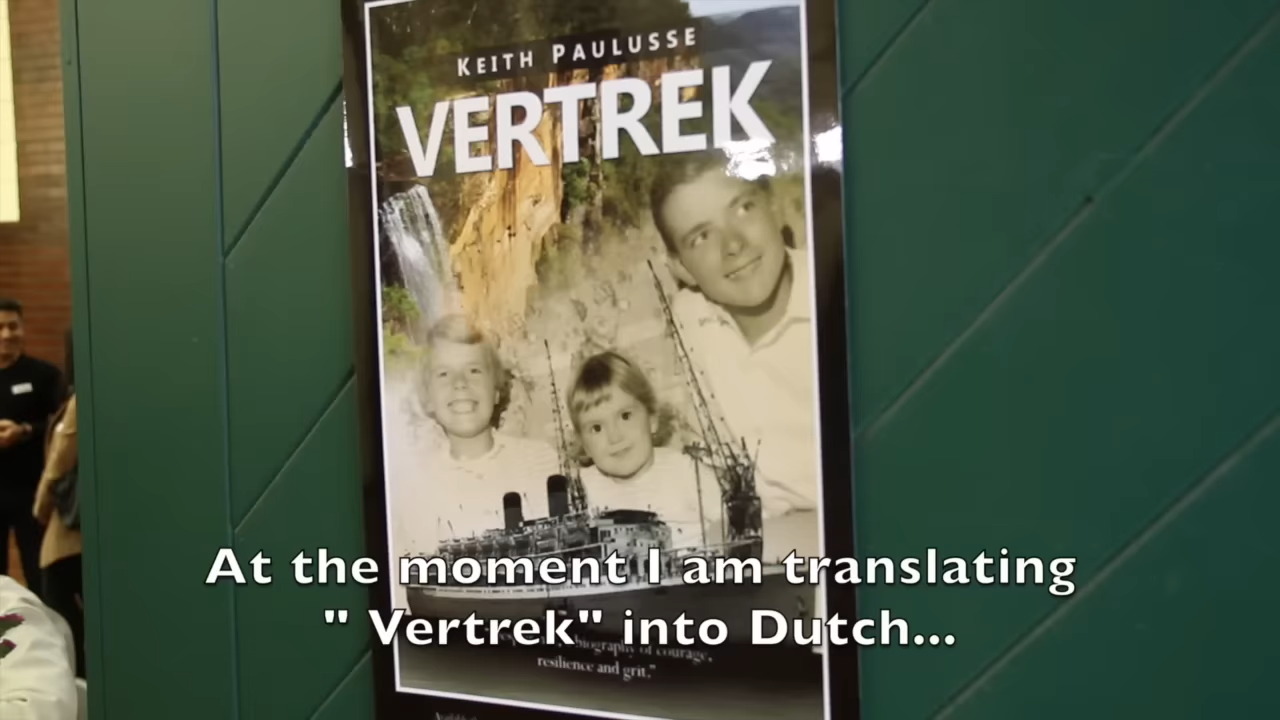 KEITH PAULUSSE
VERTREK
At the moment I am translating
" Vertrek" into Dutch...
biography of courage,
resilience and grit."